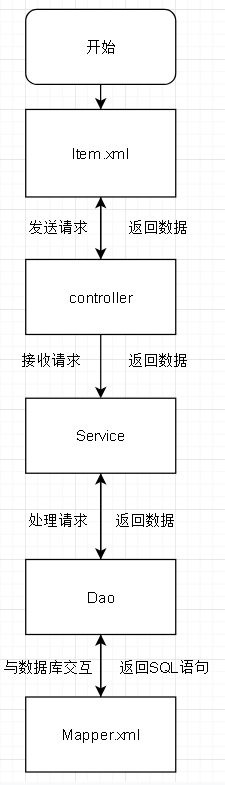 开始
Item.xml
发送请求 返回数据
controller
接收请求 返回数据
Service
处理请求 返回数据
Dao
与数据库交互 返回SQL语句
Mapper.xml